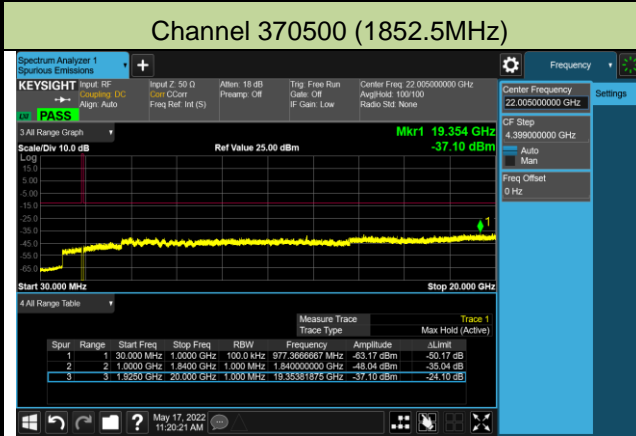 Channel 370500 (1852.5MHz)
Spectrum Analyzer 1
Spurious Emissions
Frequency
KEYSIGHT
Input: RF
Coupling: DC
Align: Auto
Input Z: 50 Ω
Corr CCorr
Freq Ref: Int (S)
Atten: 18 dB
Preamp: Off
Trig: Free Run
Gate: Off
IF Gain: Low
Center Freq: 22.005000000 GHz
Avg|Hold: 100/100
Radio Std: None
PASS
Center Frequency
22.005000000 GHz
Settings
CF Step
4.399000000 GHz
Auto
Man
Freq Offset
0 Hz
3 All Range Graph
Mkr1 19.354 GHz
Scale/Div 10.0 dB
Ref Value 25.00 dBm
-37.10 dBm
Log
15.0
5.00
-5.00
-15.0
-25.0
-35.0
-45.0
-55.0
-65.0
1
Start 30.000 MHz
Stop 20.000 GHz
4 All Range Table
Measure Trace Trace 1
Trace Type Max Hold (Active)
Spur Range Start Freq Stop Freq RBW Frequency Amplitude ΔLimit
1 1 30.000 MHz 1.0000 GHz 100.0 kHz 977.3666667 MHz -63.17 dBm -50.17 dB
2 2 1.0000 GHz 1.8400 GHz 1.000 MHz 1.840000000 GHz -48.04 dBm -35.04 dB
3 3 1.9250 GHz 20.000 GHz 1.000 MHz 19.35381875 GHz -37.10 dBm -24.10 dB
?
May 17, 2022
11:20:21 AM